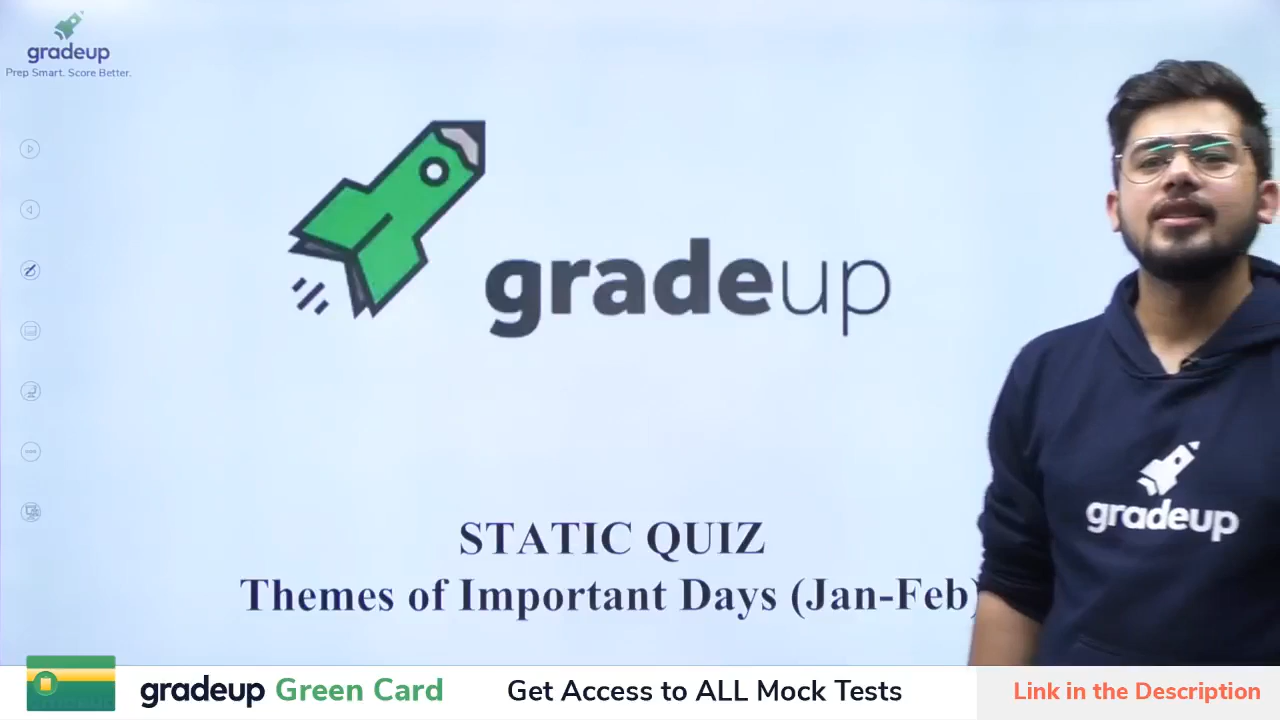 gradeup
Prep Smart. Score Better.
gradeup
gradeup
STATIC QUIZ
Themes of Important Days (Jan-Feb)
gradeup Green Card
Get Access to ALL Mock Tests
Link in the Description